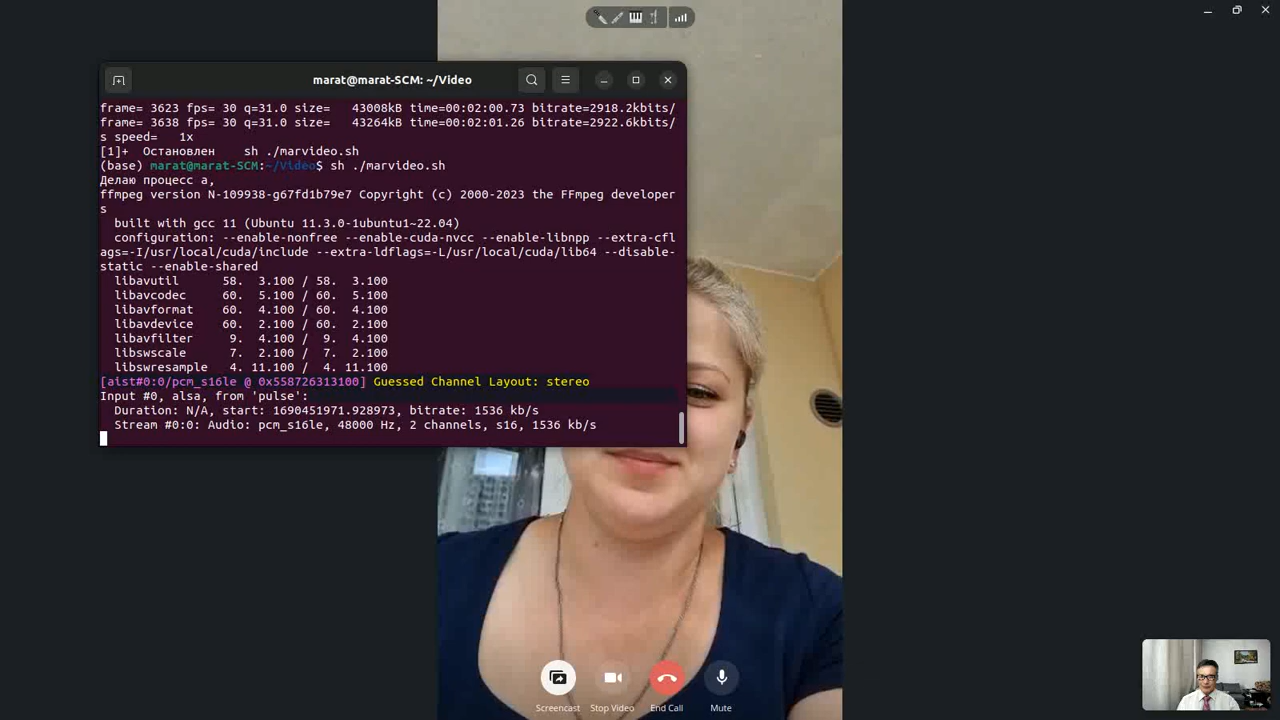 marat@marat-SCM: ~/Video
frame= 3623 fps= 30 q=31.0 size=   43008kB time=00:02:00.73 bitrate=2918.2kbits/
frame= 3638 fps= 30 q=31.0 size=   43264kB time=00:02:01.26 bitrate=2922.6kbits/
s speed=   1x
[1]+  Остановлен    sh ./marvideo.sh
(base) marat@marat-SCM:~/Video$ sh ./marvideo.sh
Делаю процесс а,
ffmpeg version N-109938-g67fd1b79e7 Copyright (c) 2000-2023 the FFmpeg developer
s
  built with gcc 11 (Ubuntu 11.3.0-1ubuntu1~22.04)
  configuration: --enable-nonfree --enable-cuda-nvcc --enable-libnpp --extra-cfl
ags=-I/usr/local/cuda/include --extra-ldflags=-L/usr/local/cuda/lib64 --disable-
static --enable-shared
  libavutil      58.  3.100 / 58.  3.100
  libavcodec     60.  5.100 / 60.  5.100
  libavformat    60.  4.100 / 60.  4.100
  libavdevice    60.  2.100 / 60.  2.100
  libavfilter     9.  4.100 /  9.  4.100
  libswscale      7.  2.100 /  7.  2.100
  libswresample   4. 11.100 /  4. 11.100
[aist#0:0/pcm_s16le @ 0x558726313100] Guessed Channel Layout: stereo
Input #0, alsa, from 'pulse':
  Duration: N/A, start: 1690451971.928973, bitrate: 1536 kb/s
  Stream #0:0: Audio: pcm_s16le, 48000 Hz, 2 channels, s16, 1536 kb/s
Screencast
Stop Video
End Call
Mute